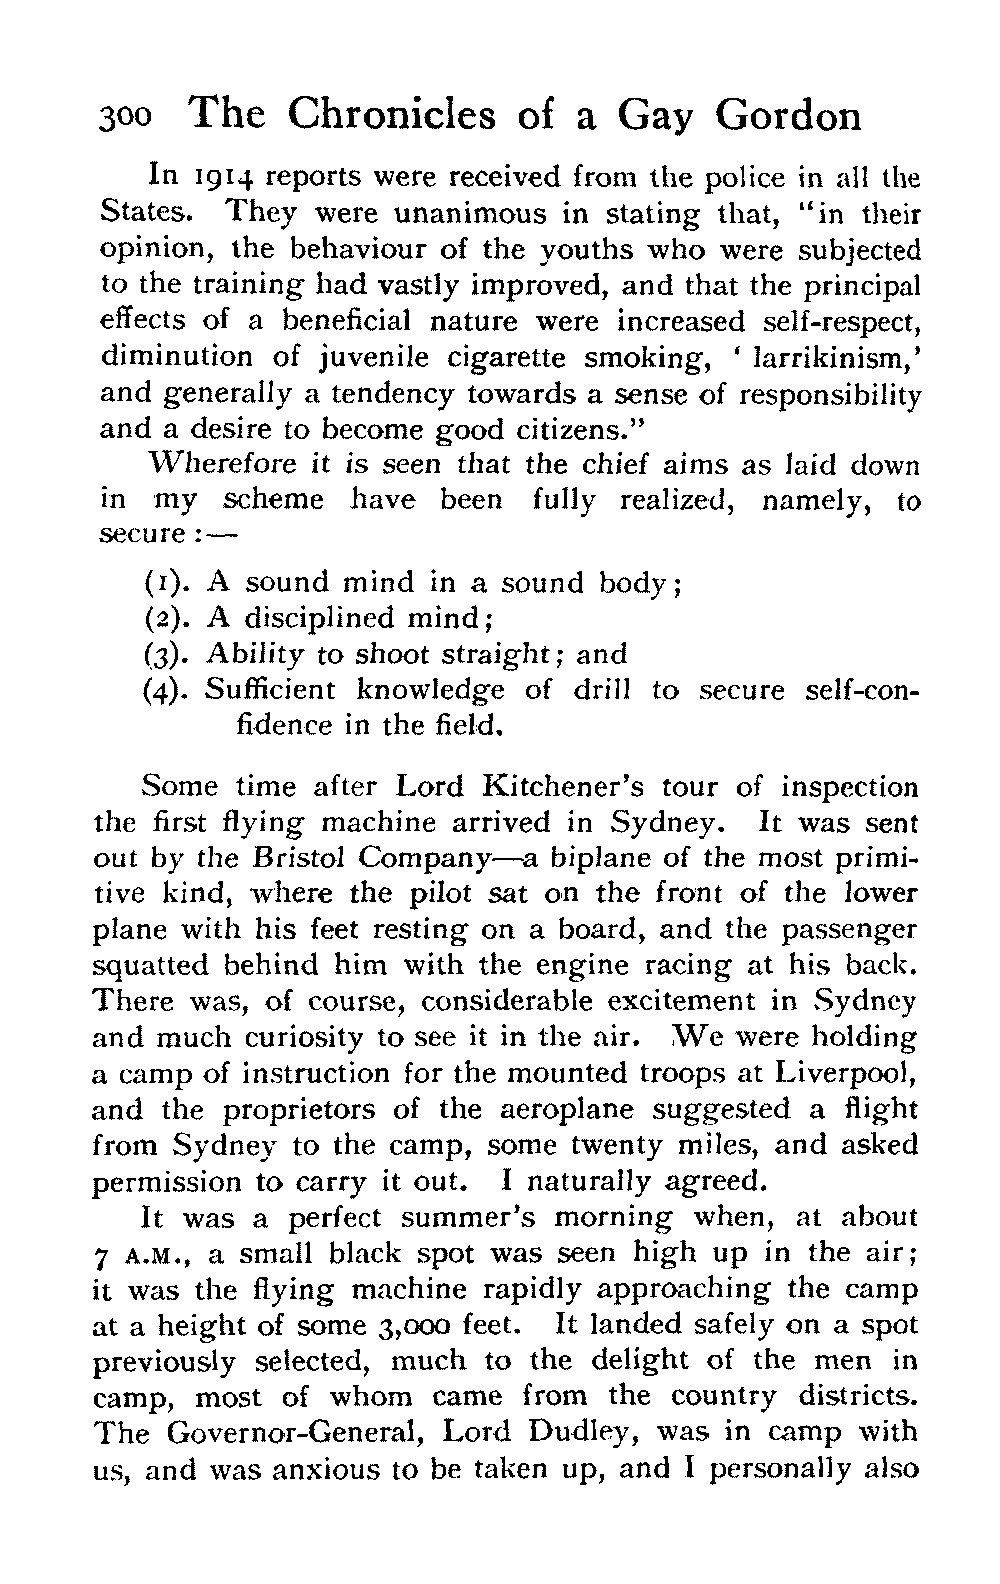 300 The Chronicles of a Gay Gordon
In 1914 reports were received from the police in all the
States. They were unanimous in stating that, "in their
opinion, the behaviour of the youths who were subjected
to the training had vastly improved, and that the principal
effects of a beneficial nature were increased self-respect,
diminution of juvenile cigarette smoking, ' larrikinism,'
and generally a tendency towards a sense of responsibility
and a desire to become good citizens."
Wherefore it is seen that the chief aims as laid down
in my scheme have been fully realized, namely, to
secure :—
(1). A sound mind in a sound body;
(2). A disciplined mind;
(3). Ability to shoot straight; and
(4). Sufficient knowledge of drill to secure self-con-
fidence in the field.
Some time after Lord Kitchener's tour of inspection
the first flying machine arrived in Sydney. It was sent
out by the Bristol Company—a biplane of the most primi-
tive kind, where the pilot sat on the front of the lower
plane with his feet resting on a board, and the passenger
squatted behind him with the engine racing at his back.
There was, of course, considerable excitement in Sydney
and much curiosity to see it in the air. We were holding
a camp of instruction for the mounted troops at Liverpool,
and the proprietors of the aeroplane suggested a flight
from Sydney to the camp, some twenty miles, and asked
permission to carry it out. I naturally agreed.
It was a perfect summer's morning when, at about
7 A.M., a small black spot was seen high up in the air;
it was the flying machine rapidly approaching the camp
at a height of some 3,000 feet. It landed safely on a spot
previously selected, much to the delight of the men in
camp, most of whom came from the country districts.
The Governor-General, Lord Dudley, was in camp with
us, and was anxious to be taken up, and I personally also